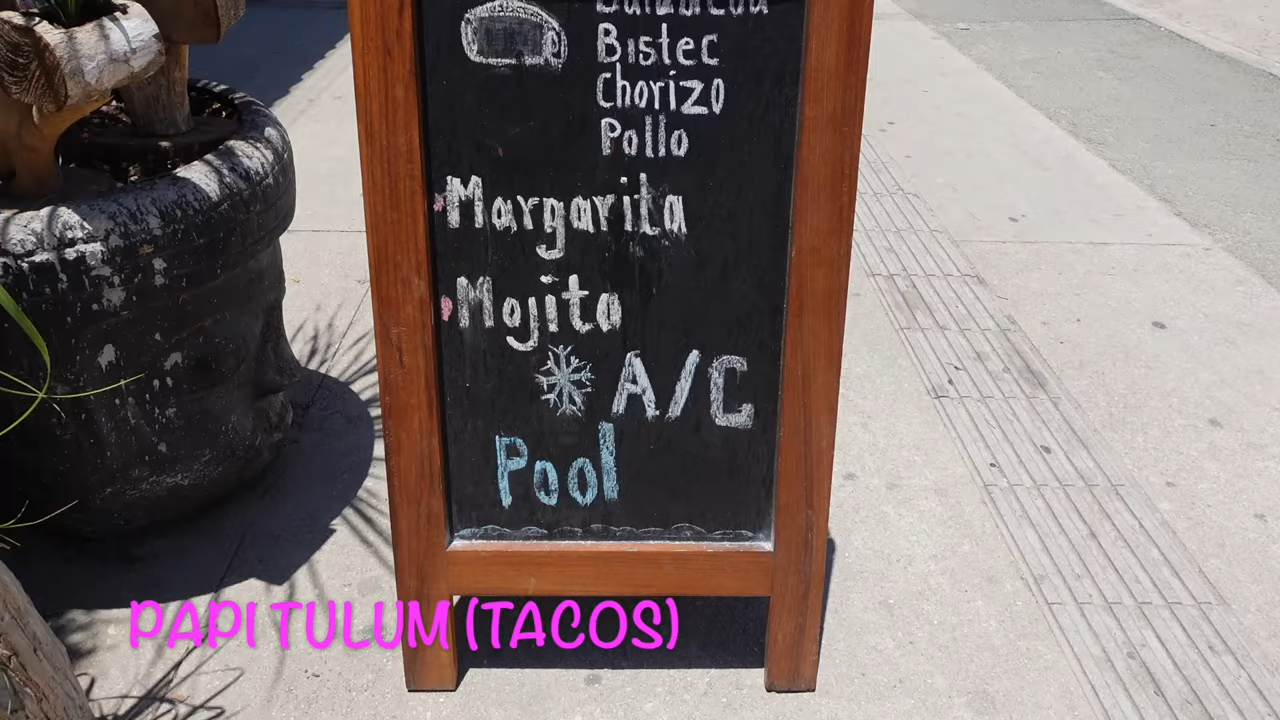 Bistec
Chorizo
Pollo
Margarita
Mojito
A/C
Pool
PAPI TULUM (TACOS)